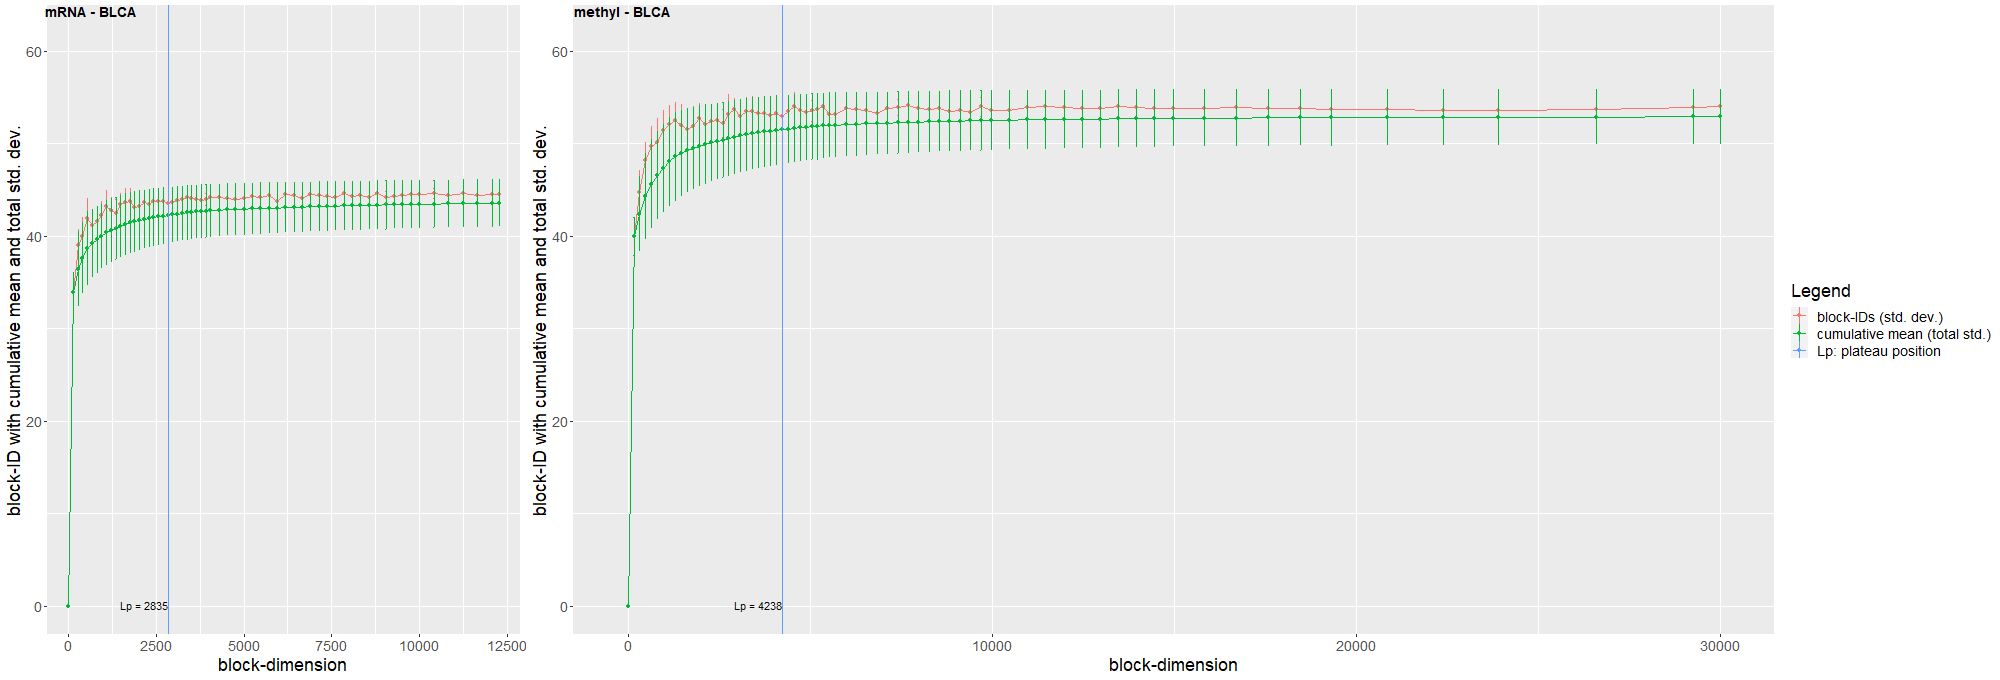 mRNA - BLCA
block-ID with cumulative mean and total std. dev.
60
40
20
0
Lp = 2835
0 2500 5000 7500 10000 12500
block-dimension
methyl - BLCA
block-ID with cumulative mean and total std. dev.
60
40
20
0
Lp = 4238
0 10000 20000 30000
block-dimension
Legend
block-IDs (std. dev.)
cumulative mean (total std.)
Lp: plateau position